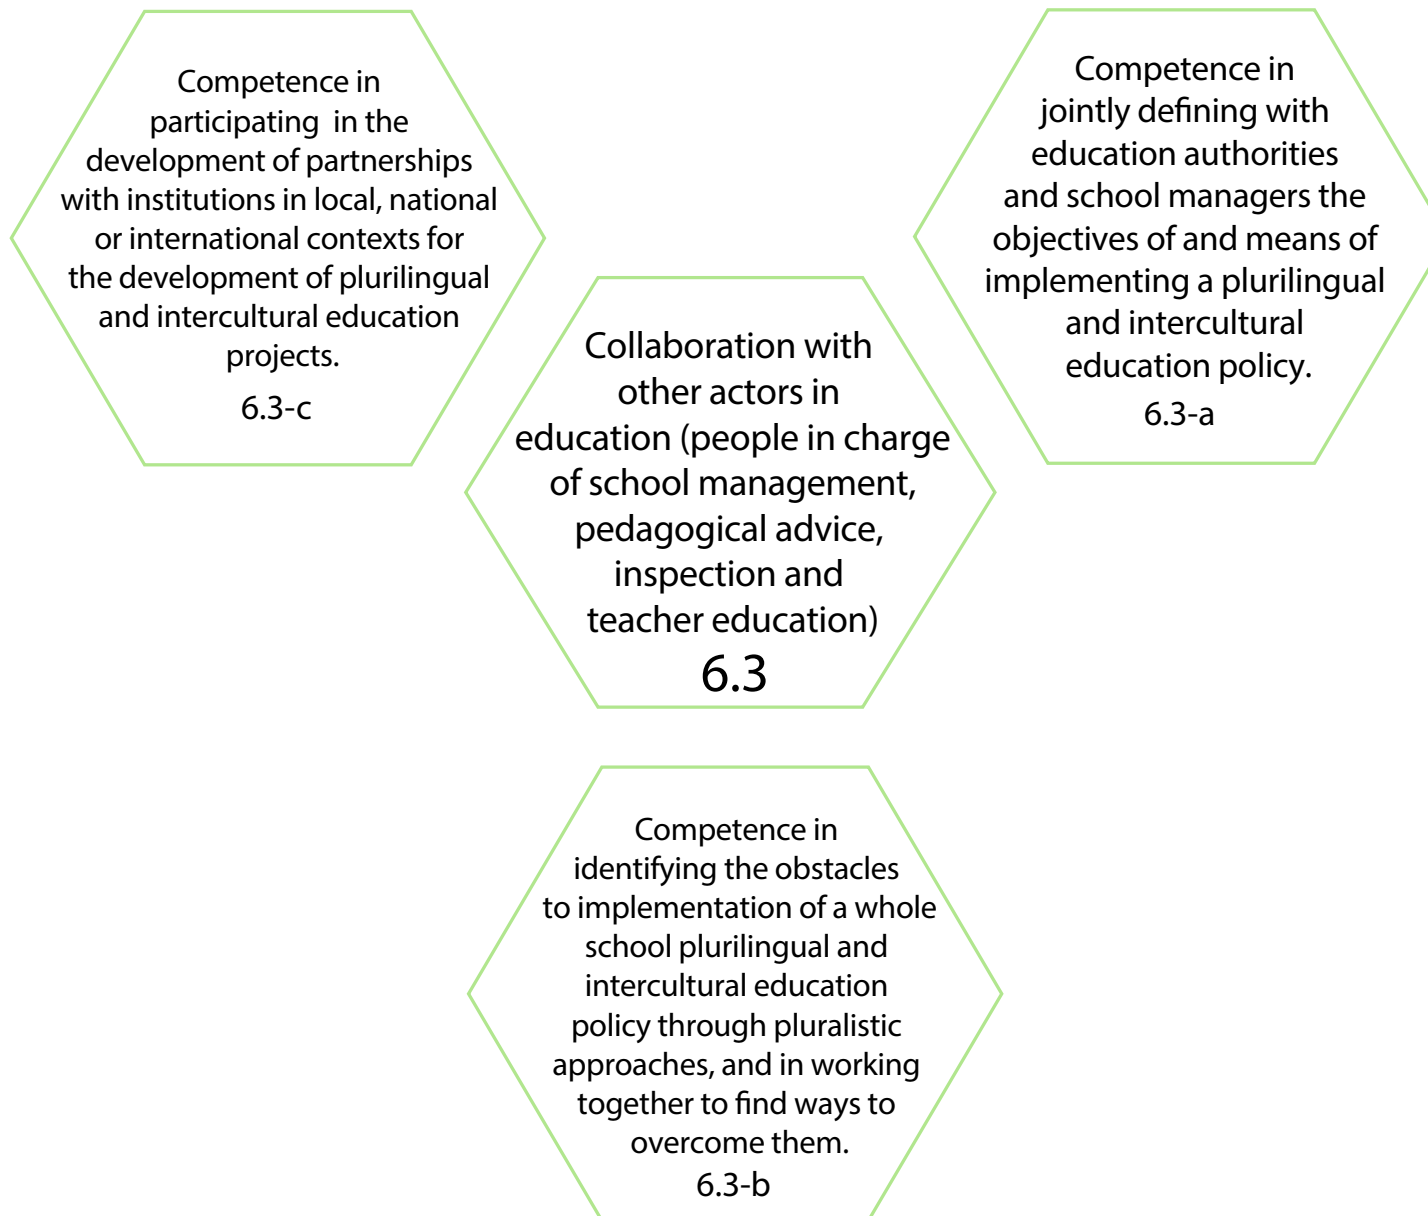 Competence in
participating in the
development of partnerships
with institutions in local, national
or international contexts for
the development of plurilingual
and intercultural education
projects.
6.3-c
Competence in
jointly defining with
education authorities
and school managers the
objectives of and means of
implementing a plurilingual
and intercultural
education policy.
6.3-a
Collaboration with
other actors in
education (people in charge
of school management,
pedagogical advice,
inspection and
teacher education)
6.3
Competence in
identifying the obstacles
to implementation of a whole
school plurilingual and
intercultural education
policy through pluralistic
approaches, and in working
together to find ways to
overcome them.
6.3-b